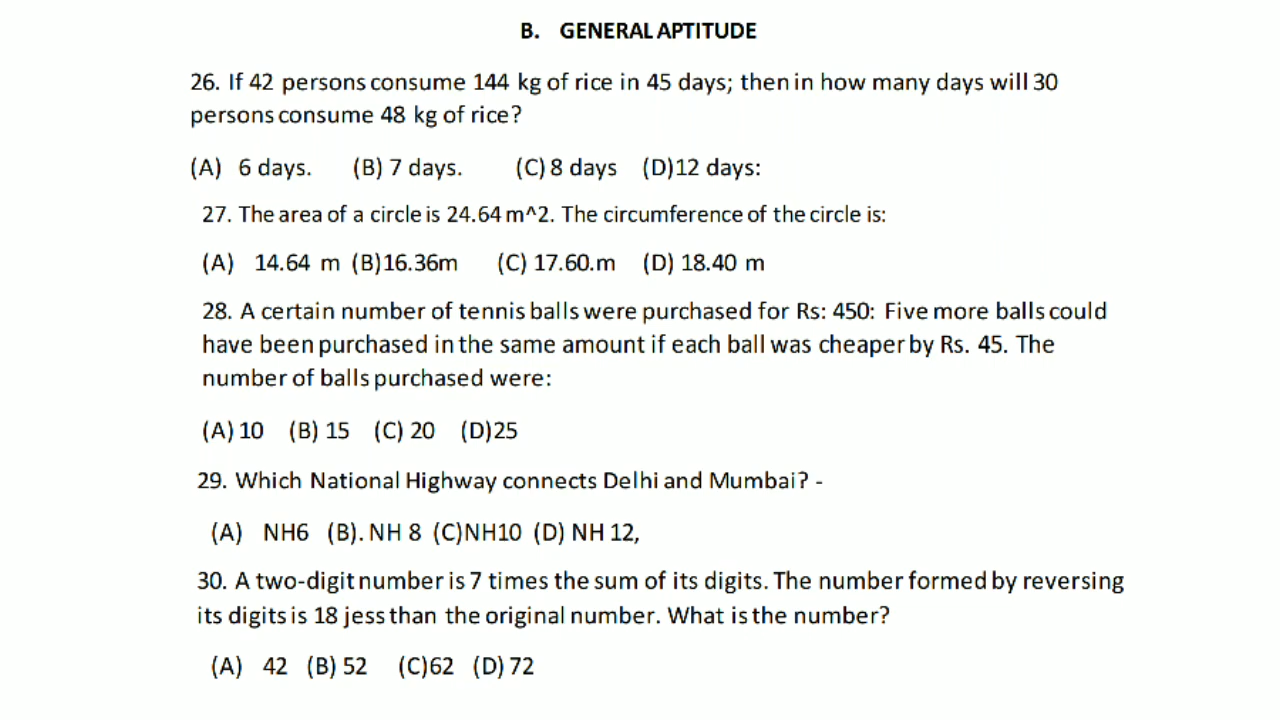 B. GENERAL APTITUDE
26. If 42 persons consume 144 kg of rice in 45 days; then in how many days will 30
persons consume 48 kg of rice?
(A) 6 days. (B) 7 days. (C) 8 days (D)12 days:
27. The area of a circle is 24.64 m^2. The circumference of the circle is:
(A) 14.64 m (B)16.36m (C) 17.60.m (D) 18.40 m
28. A certain number of tennis balls were purchased for Rs: 450: Five more balls could
have been purchased in the same amount if each ball was cheaper by Rs. 45. The
number of balls purchased were:
(A) 10 (B) 15 (C) 20 (D)25
29. Which National Highway connects Delhi and Mumbai? -
(A) NH6 (B). NH 8 (C)NH10 (D) NH 12,
30. A two-digit number is 7 times the sum of its digits. The number formed by reversing
its digits is 18 jess than the original number. What is the number?
(A) 42 (B) 52 (C)62 (D) 72